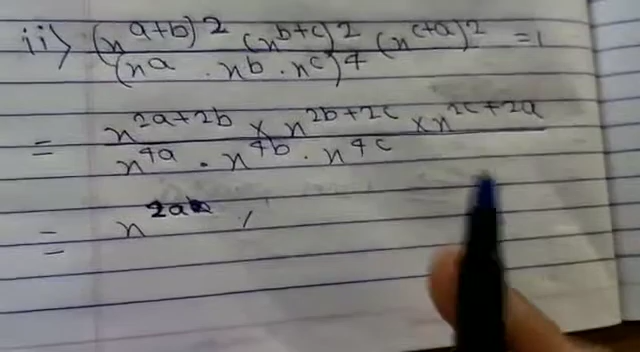 ii) (x^{a+b})^2 (x^{b+c})^2 (x^{c+a})^2 = 1
(x^a . x^b . x^c)^4
= x^{2a+2b} × x^{2b+2c} × x^{2c+2a}
x^{4a} . x^{4b} . x^{4c}
= x^{2a}